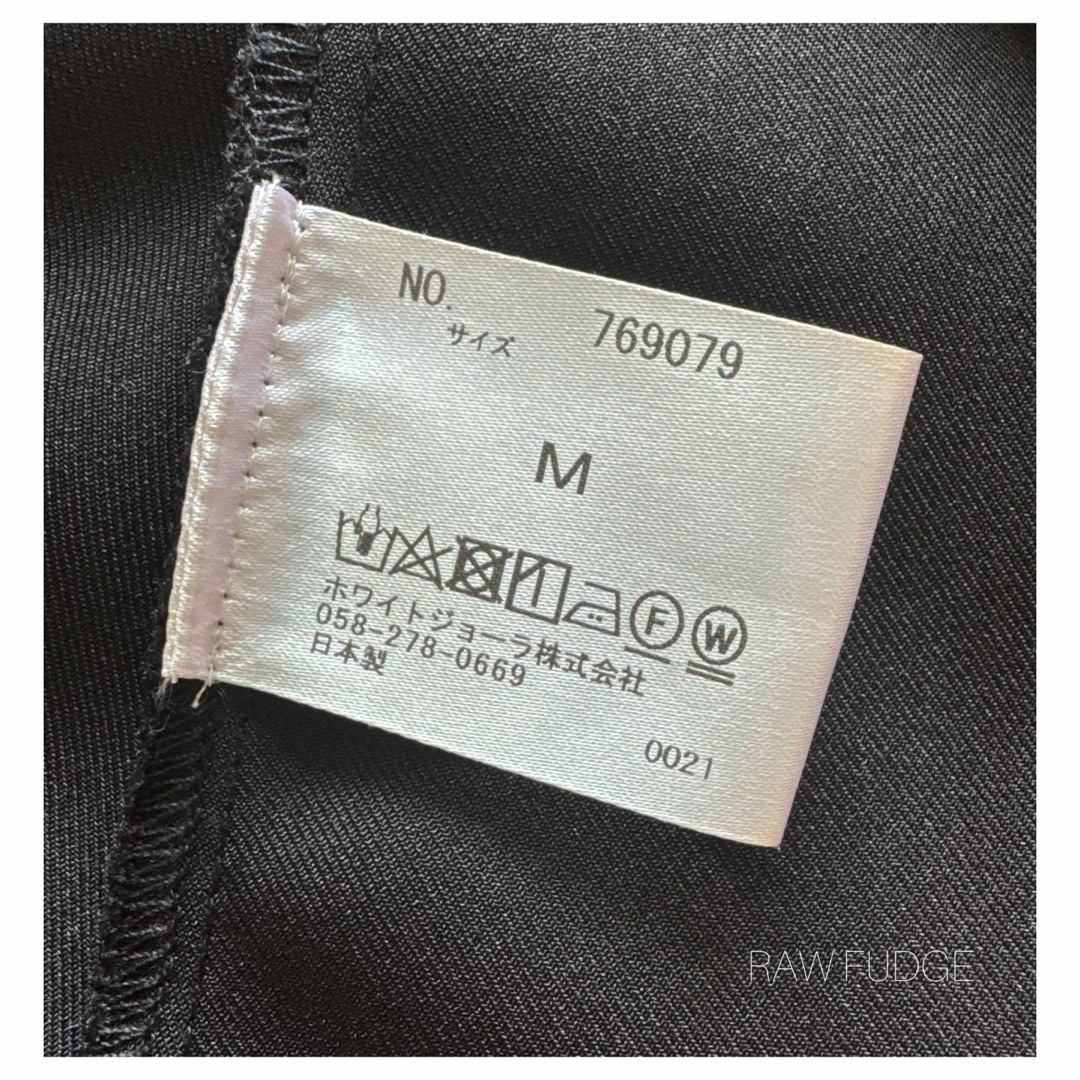 NO. 769079
サイズ
M
F W
ホワイトジョーラ株式会社
058-278-0669
日本製
0021
RAW FUDGE